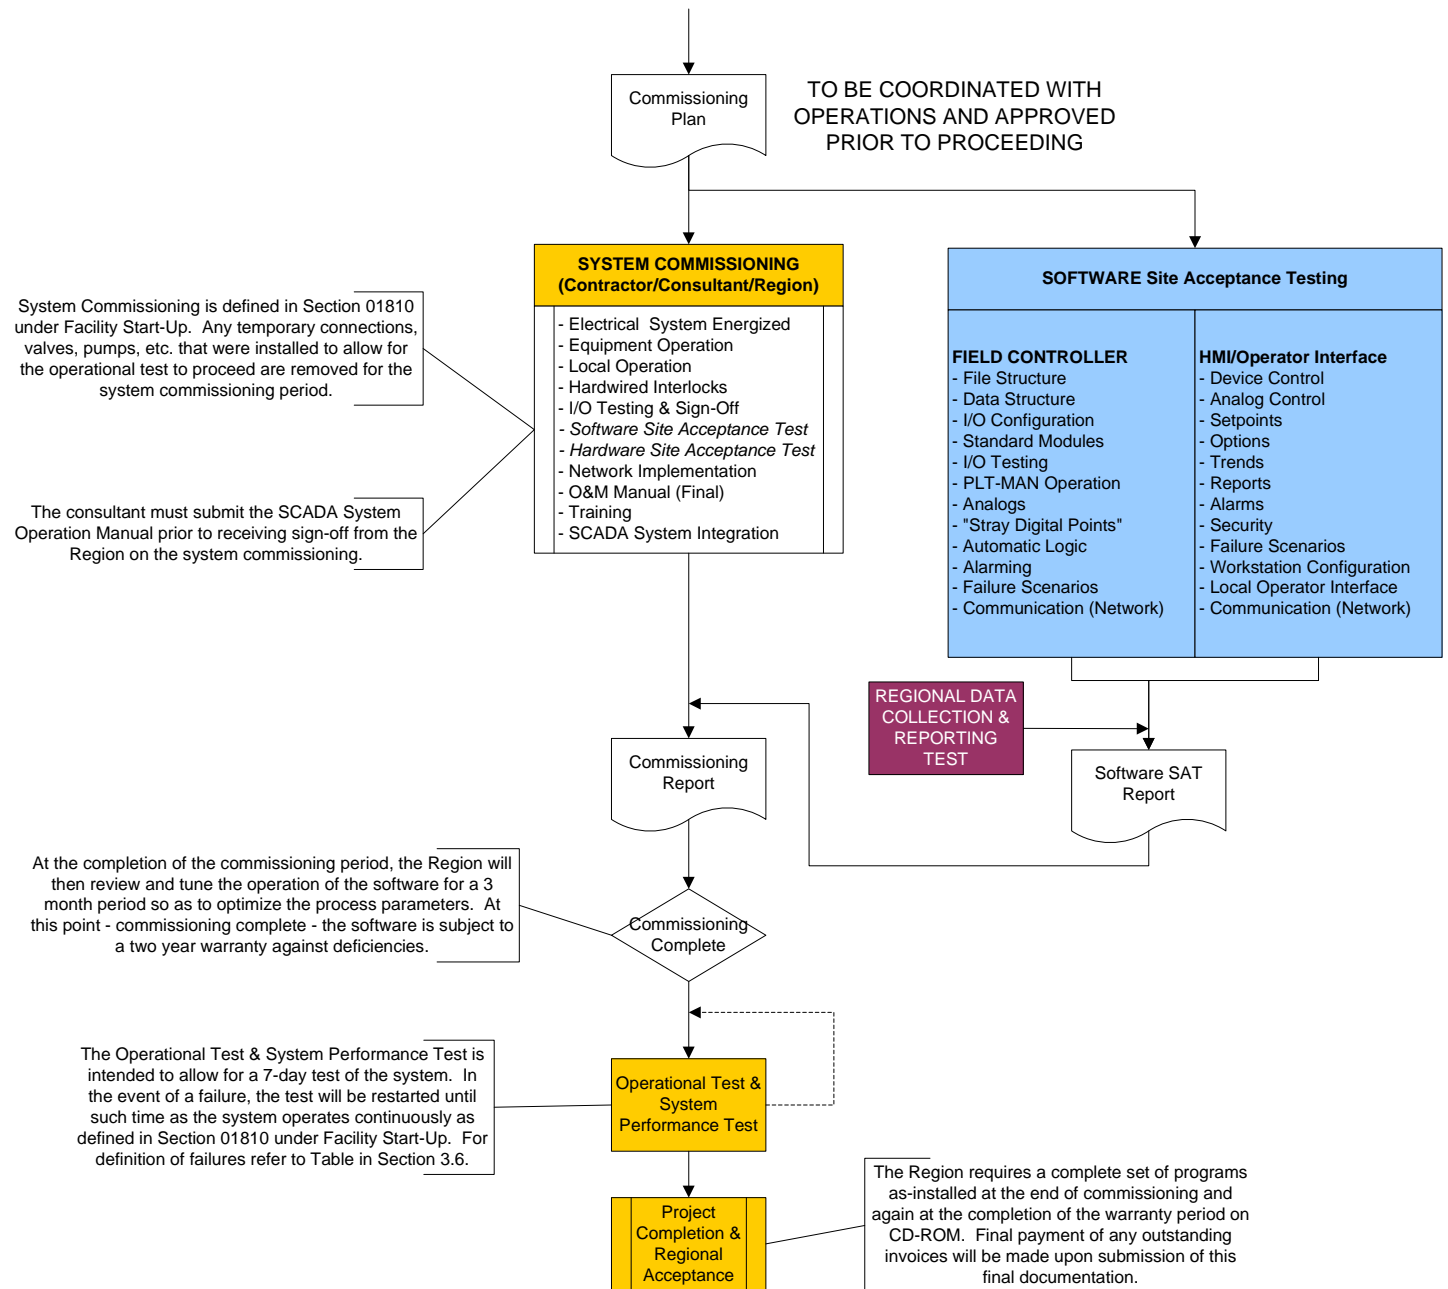 Commissioning
Plan
TO BE COORDINATED WITH
OPERATIONS AND APPROVED
PRIOR TO PROCEEDING
SYSTEM COMMISSIONING
(Contractor/Consultant/Region)
- Electrical  System Energized
- Equipment Operation
- Local Operation
- Hardwired Interlocks
- I/O Testing & Sign-Off
- Software Site Acceptance Test
- Hardware Site Acceptance Test
- Network Implementation
- O&M Manual (Final)
- Training
- SCADA System Integration
SOFTWARE Site Acceptance Testing
FIELD CONTROLLER
- File Structure
- Data Structure
- I/O Configuration
- Standard Modules
- I/O Testing
- PLT-MAN Operation
- Analogs
- "Stray Digital Points"
- Automatic Logic
- Alarming
- Failure Scenarios
- Communication (Network)
HMI/Operator Interface
- Device Control
- Analog Control
- Setpoints
- Options
- Trends
- Reports
- Alarms
- Security
- Failure Scenarios
- Workstation Configuration
- Local Operator Interface
- Communication (Network)
System Commissioning is defined in Section 01810
under Facility Start-Up.  Any temporary connections,
valves, pumps, etc. that were installed to allow for
the operational test to proceed are removed for the
system commissioning period.
The consultant must submit the SCADA System
Operation Manual prior to receiving sign-off from the
Region on the system commissioning.
REGIONAL DATA
COLLECTION &
REPORTING
TEST
Commissioning
Report
Software SAT
Report
At the completion of the commissioning period, the Region will
then review and tune the operation of the software for a 3
month period so as to optimize the process parameters.  At
this point - commissioning complete - the software is subject to
a two year warranty against deficiencies.
Commissioning
Complete
The Operational Test & System Performance Test is
intended to allow for a 7-day test of the system.  In
the event of a failure, the test will be restarted until
such time as the system operates continuously as
defined in Section 01810 under Facility Start-Up.  For
definition of failures refer to Table in Section 3.6.
Operational Test &
System
Performance Test
Project
Completion &
Regional
Acceptance
The Region requires a complete set of programs
as-installed at the end of commissioning and
again at the completion of the warranty period on
CD-ROM.  Final payment of any outstanding
invoices will be made upon submission of this
final documentation.